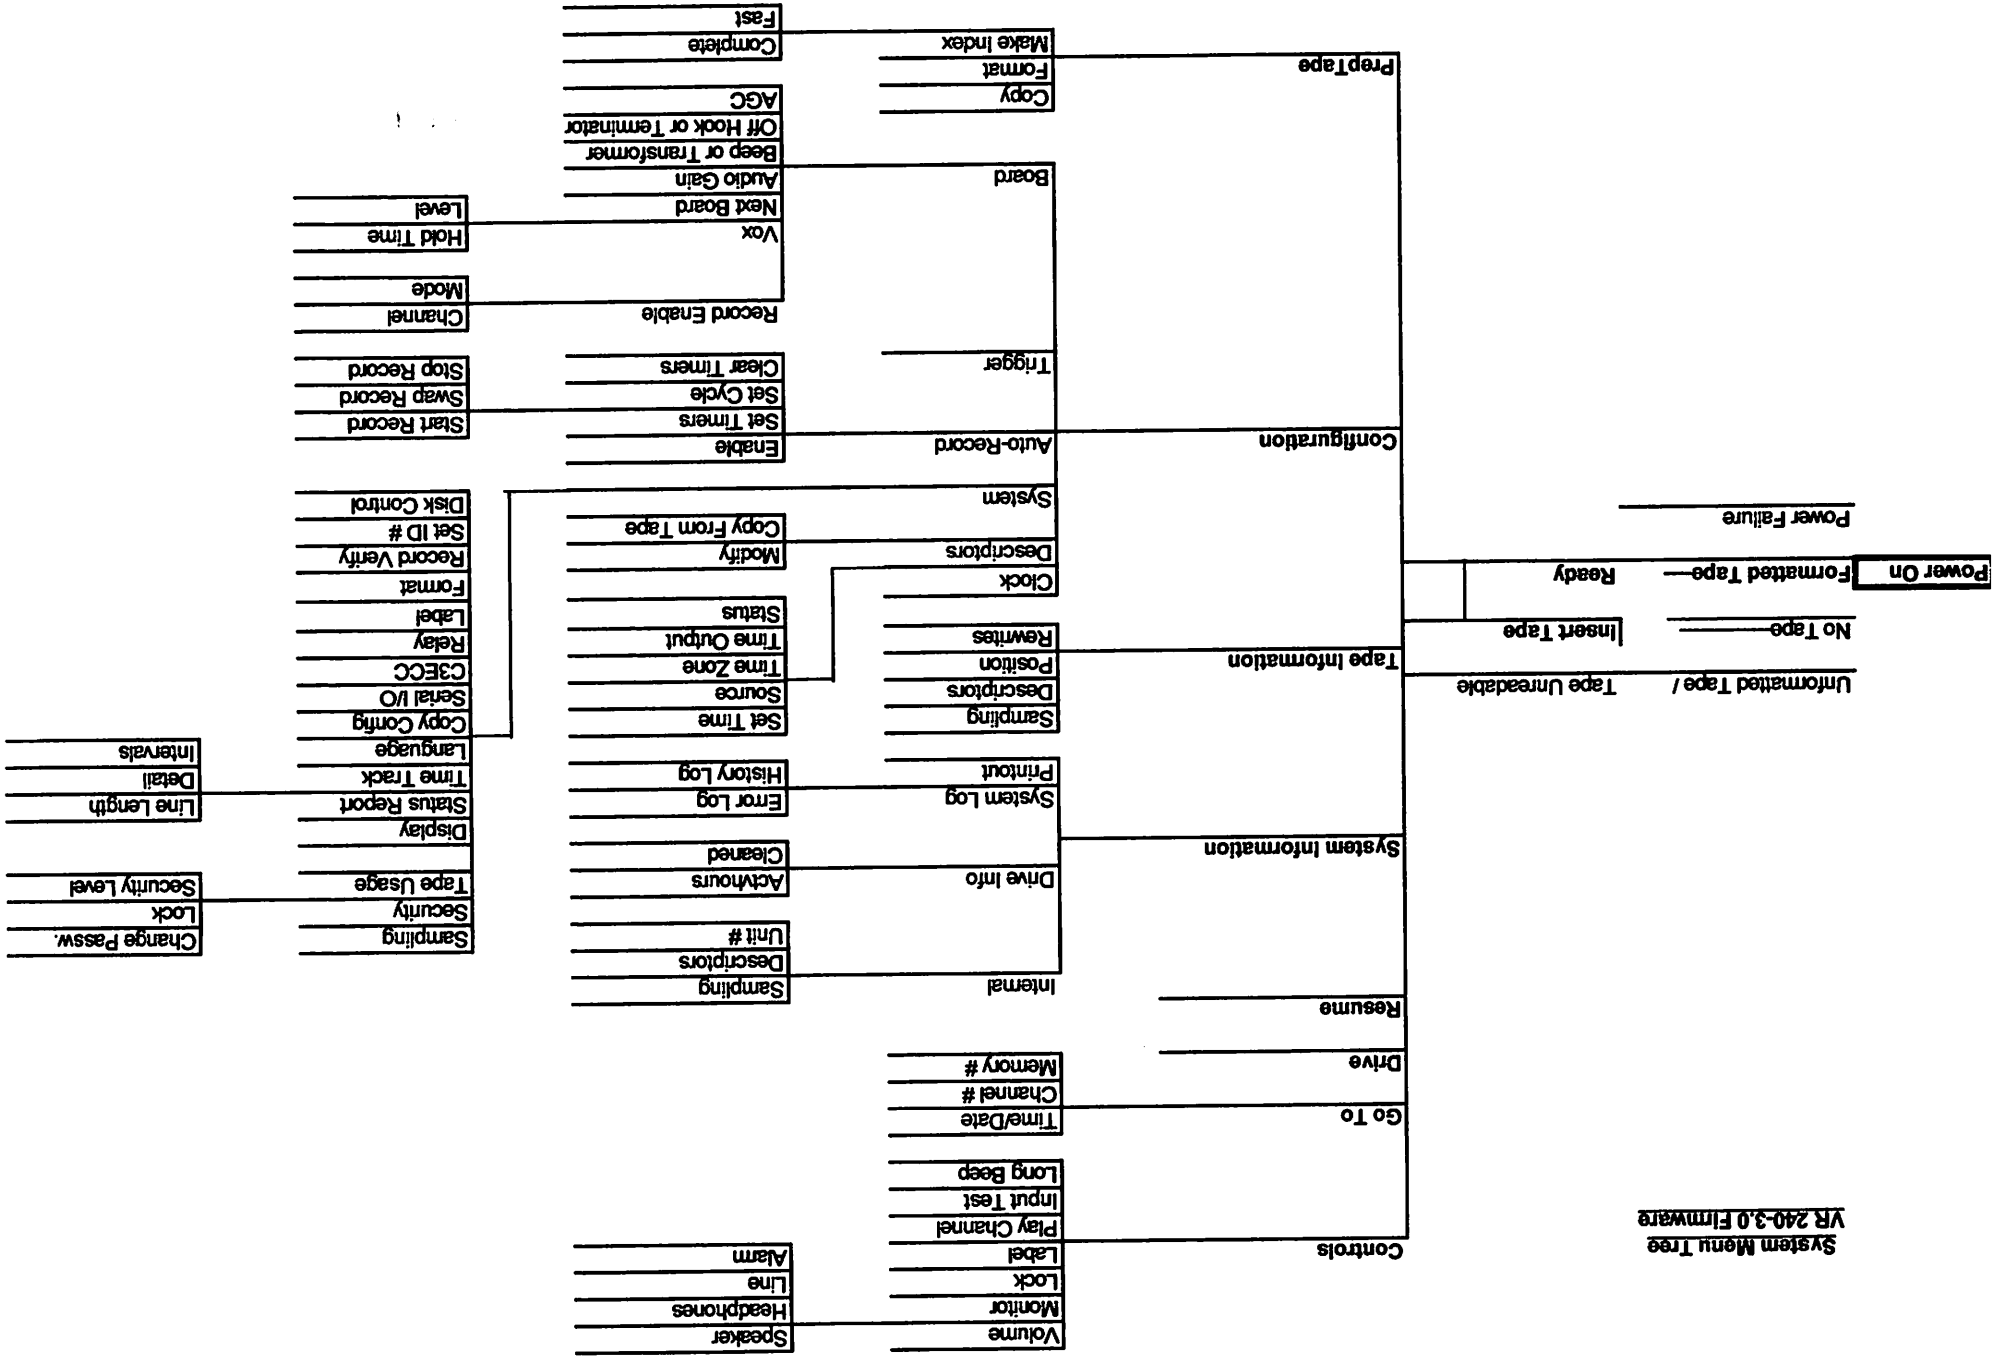 System Menu Tree
VR 240-3.0 Firmware
Power On
Unformatted Tape /
Tape Unreadable
No Tape
Insert Tape
Formatted Tape
Ready
Power Failure
Controls
Volume
Monitor
Lock
Label
Play Channel
Input Test
Long Beep
Speaker
Headphones
Line
Alarm
Go To
Time/Date
Channel #
Memory #
Drive
Resume
System Information
Internal
Sampling
Descriptors
Unit #
Drive Info
Actvhours
Cleaned
System Log
Printout
Error Log
History Log
Tape Information
Sampling
Descriptors
Position
Rewrites
Configuration
Clock
Set Time
Source
Time Zone
Time Output
Status
Descriptors
Modify
Copy From Tape
System
Sampling
Security
Tape Usage
Change Passw.
Lock
Security Level
Display
Status Report
Time Track
Line Length
Detail
Intervals
Language
Copy Config
Serial I/O
C3ECC
Relay
Label
Format
Record Verify
Set ID #
Disk Control
Auto-Record
Enable
Set Timers
Set Cycle
Clear Timers
Start Record
Swap Record
Stop Record
Trigger
Board
Record Enable
Channel
Mode
Vox
Hold Time
Level
Next Board
Audio Gain
Beep or Transformer
Off Hook or Terminator
AGC
PrepTape
Copy
Format
Make Index
Complete
Fast